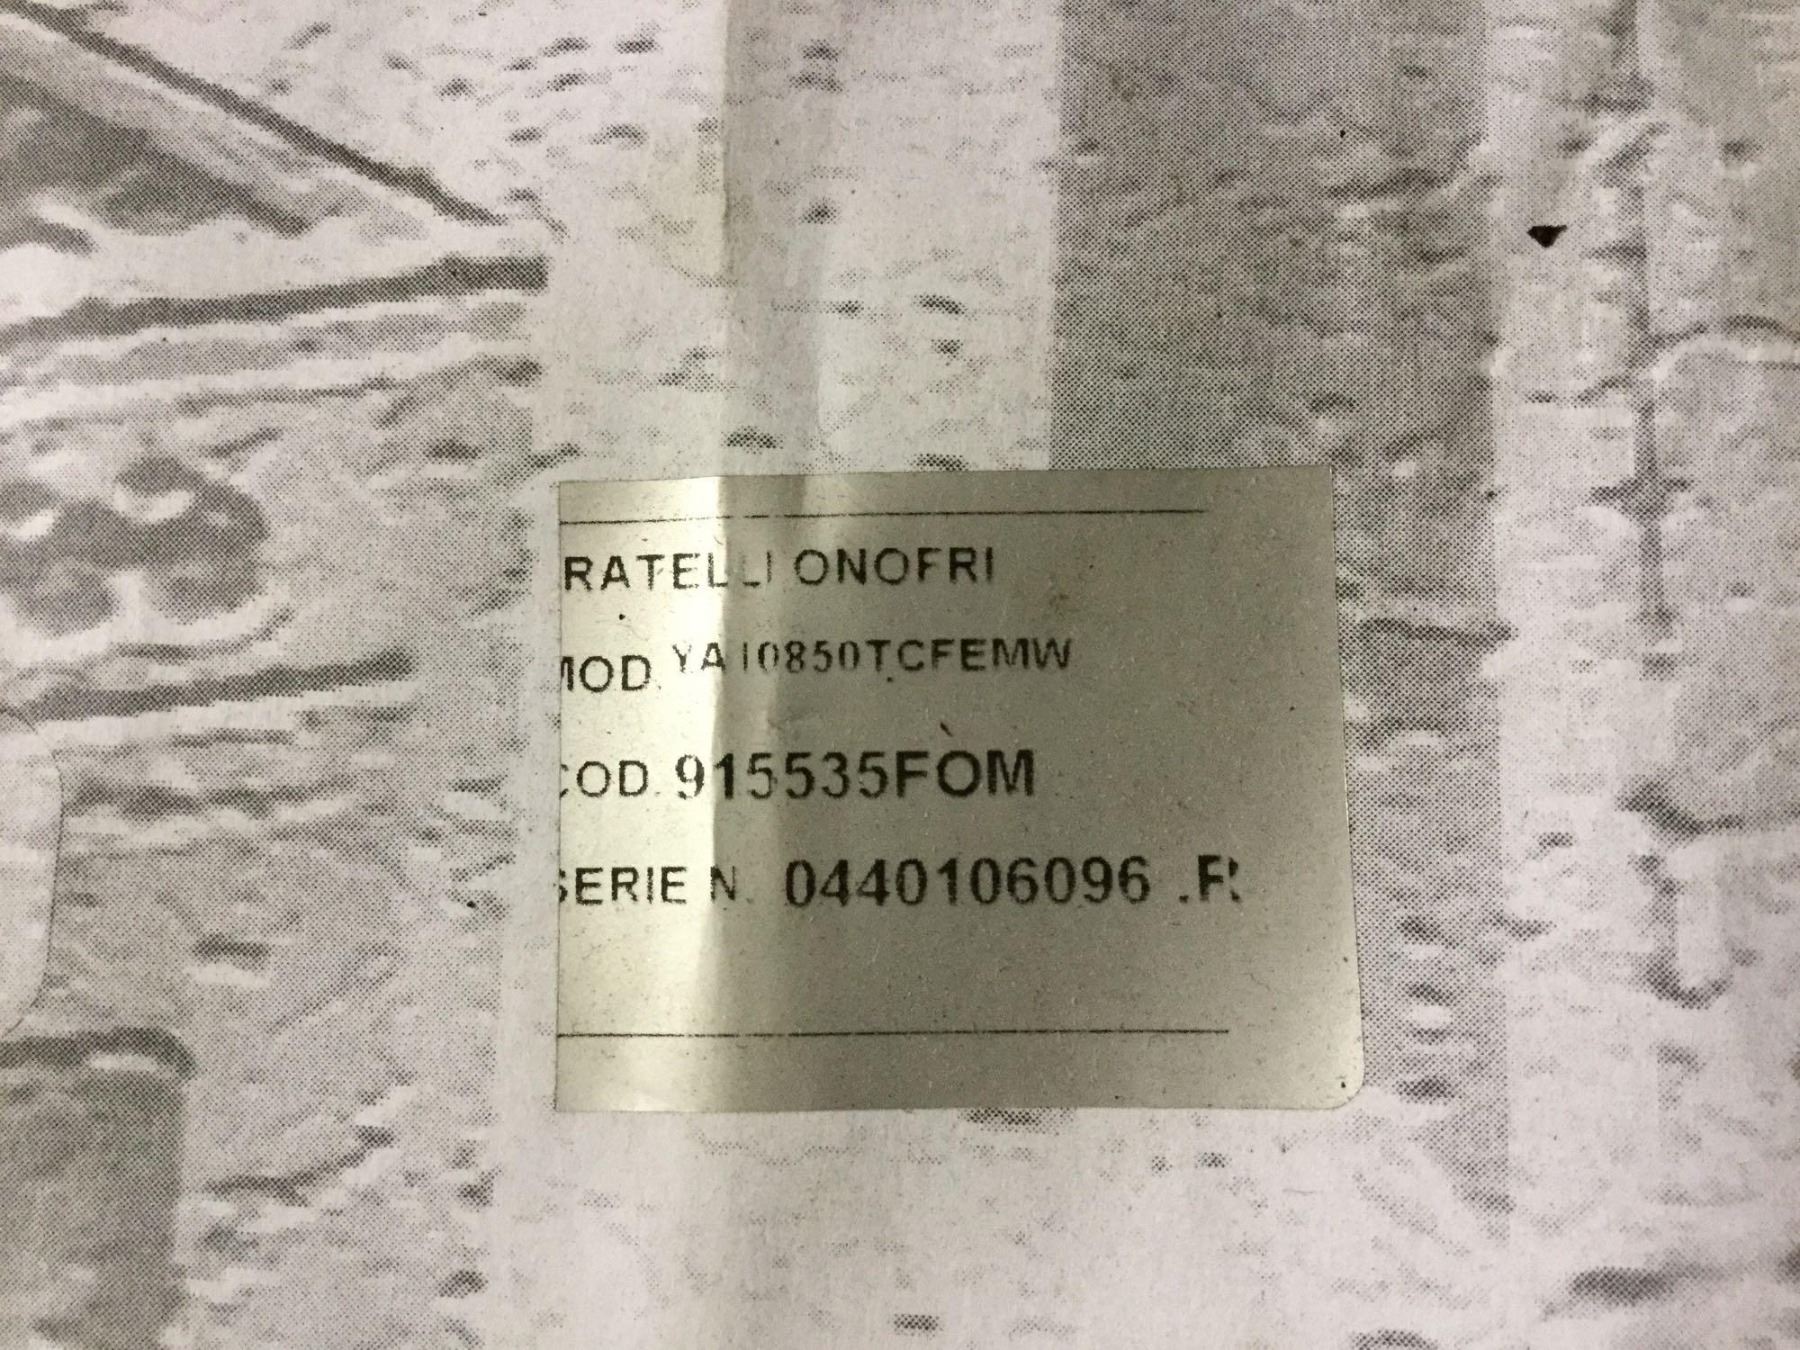 RATELLI ONOFRI
MOD. YA10850TCFEMW
COD. 915535FOM
SERIE N. 0440106096 .R